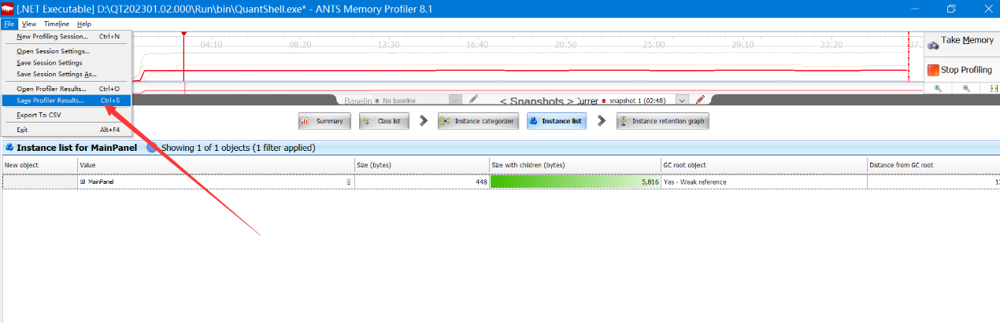 [.NET Executable] D:\QT202301.02.000\Run\bin\QuantShell.exe* - ANTS Memory Profiler 8.1
File View Timeline Help
New Profiling Session... Ctrl+N
Open Session Settings...
Save Session Settings
Save Session Settings As...
Open Profiler Results... Ctrl+O
Save Profiler Results... Ctrl+S
Export To CSV
Exit Alt+F4
04:10 08:20 12:30 16:40 20:50 25:00 29:10 33:20 37:
Take Memory
Stop Profiling
Baselin No baseline < Snapshots > Curren snapshot 1 (02:48)
Summary Class list Instance categorizer Instance list Instance retention graph
Instance list for MainPanel Showing 1 of 1 objects (1 filter applied)
New object Value Size (bytes) Size with children (bytes) GC root object Distance from GC root
MainPanel 448 5,816 Yes - Weak reference